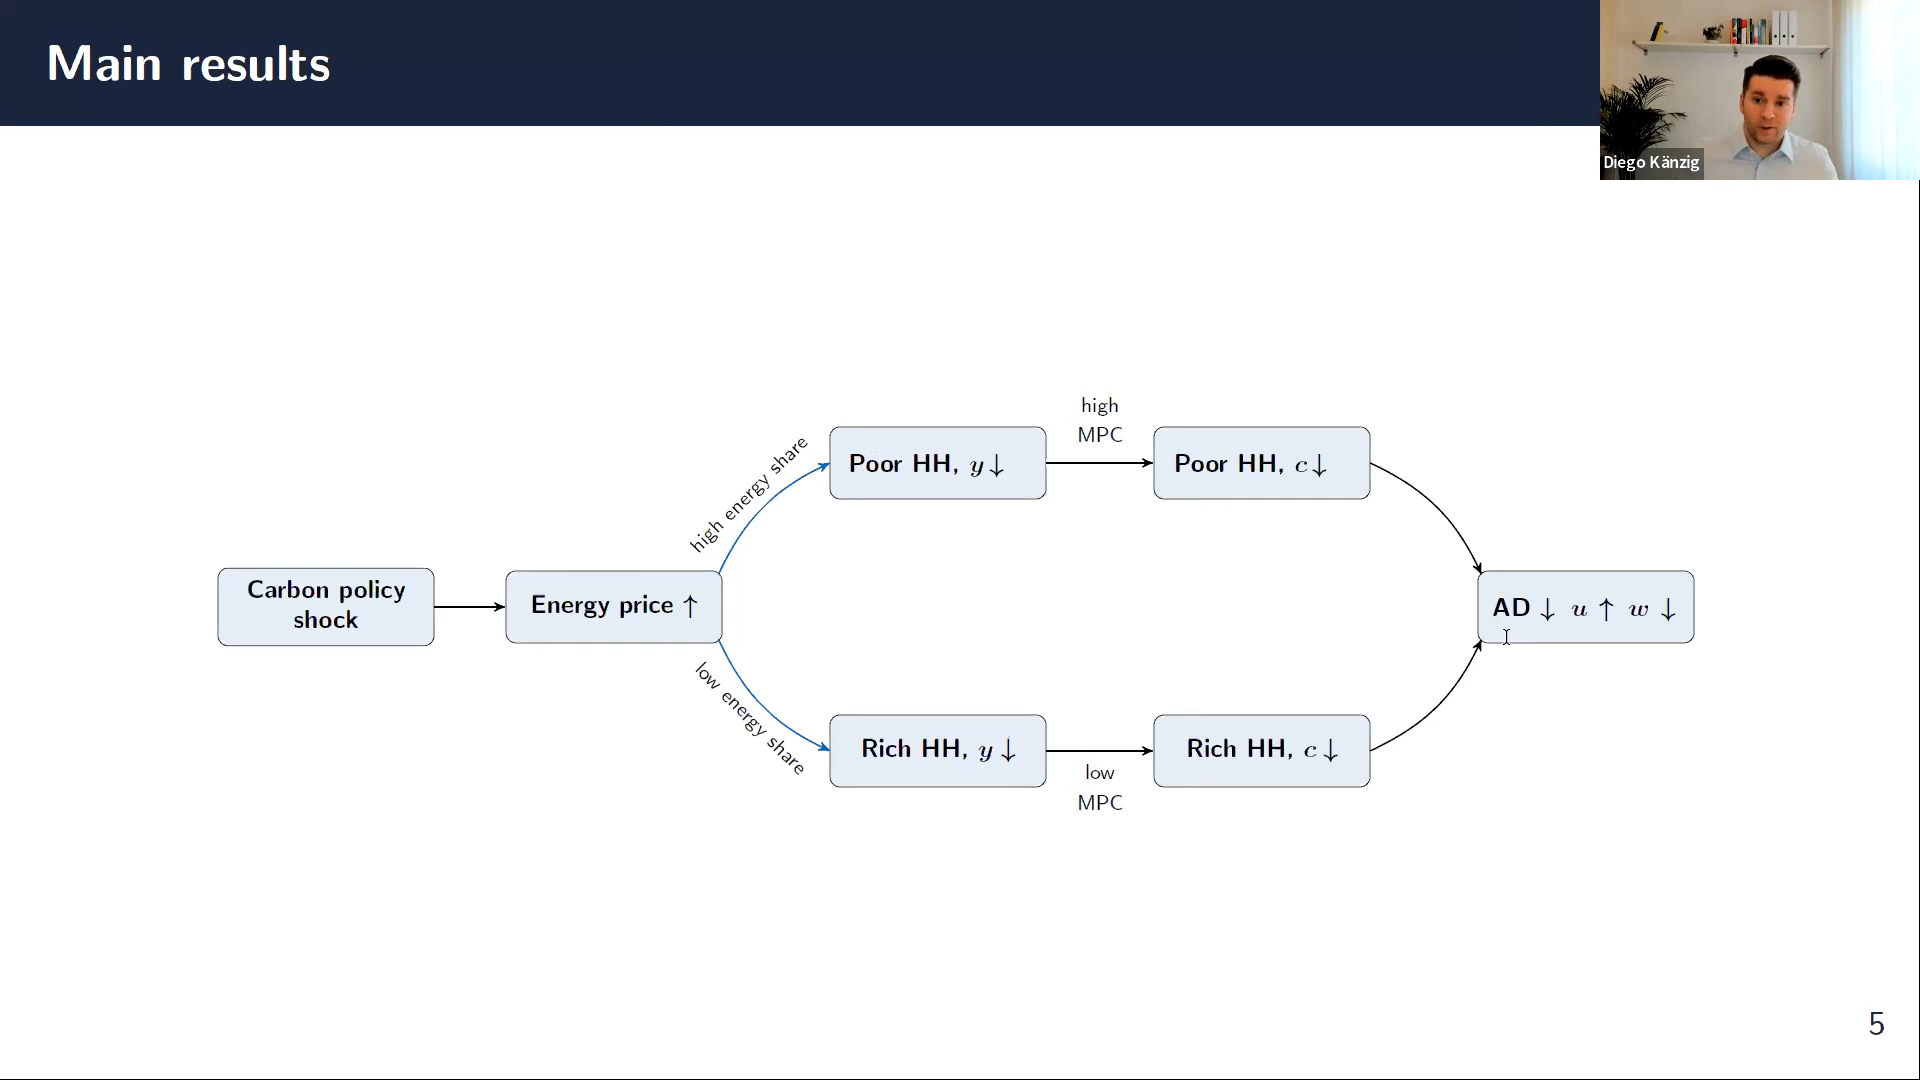 Main results
Diego Känzig
Carbon policy
shock
Energy price ↑
high energy share
low energy share
Poor HH, y↓
high
MPC
Poor HH, c↓
Rich HH, y↓
low
MPC
Rich HH, c↓
AD ↓ u ↑ w ↓
5